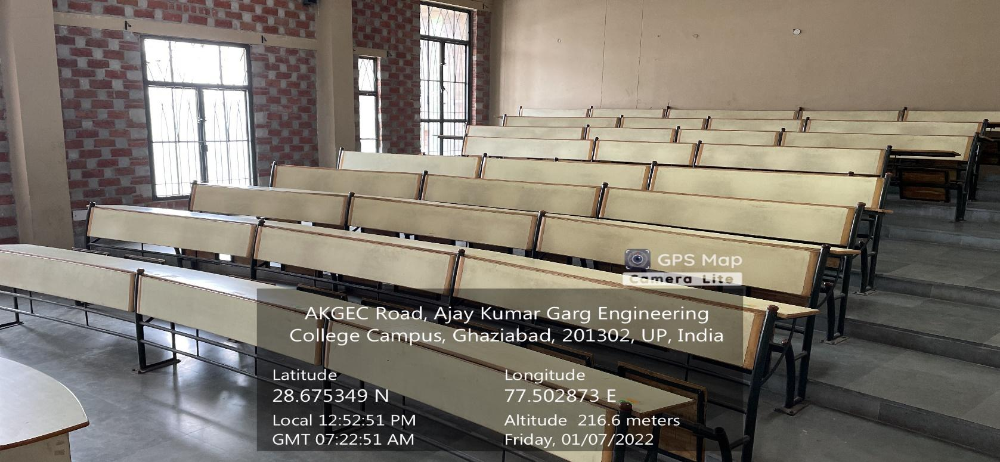 GPS Map
Camera Lite
AKGEC Road, Ajay Kumar Garg Engineering
College Campus, Ghaziabad, 201302, UP, India
Latitude
28.675349 N
Longitude
77.502873 E
Local 12:52:51 PM
GMT 07:22:51 AM
Altitude 216.6 meters
Friday, 01/07/2022